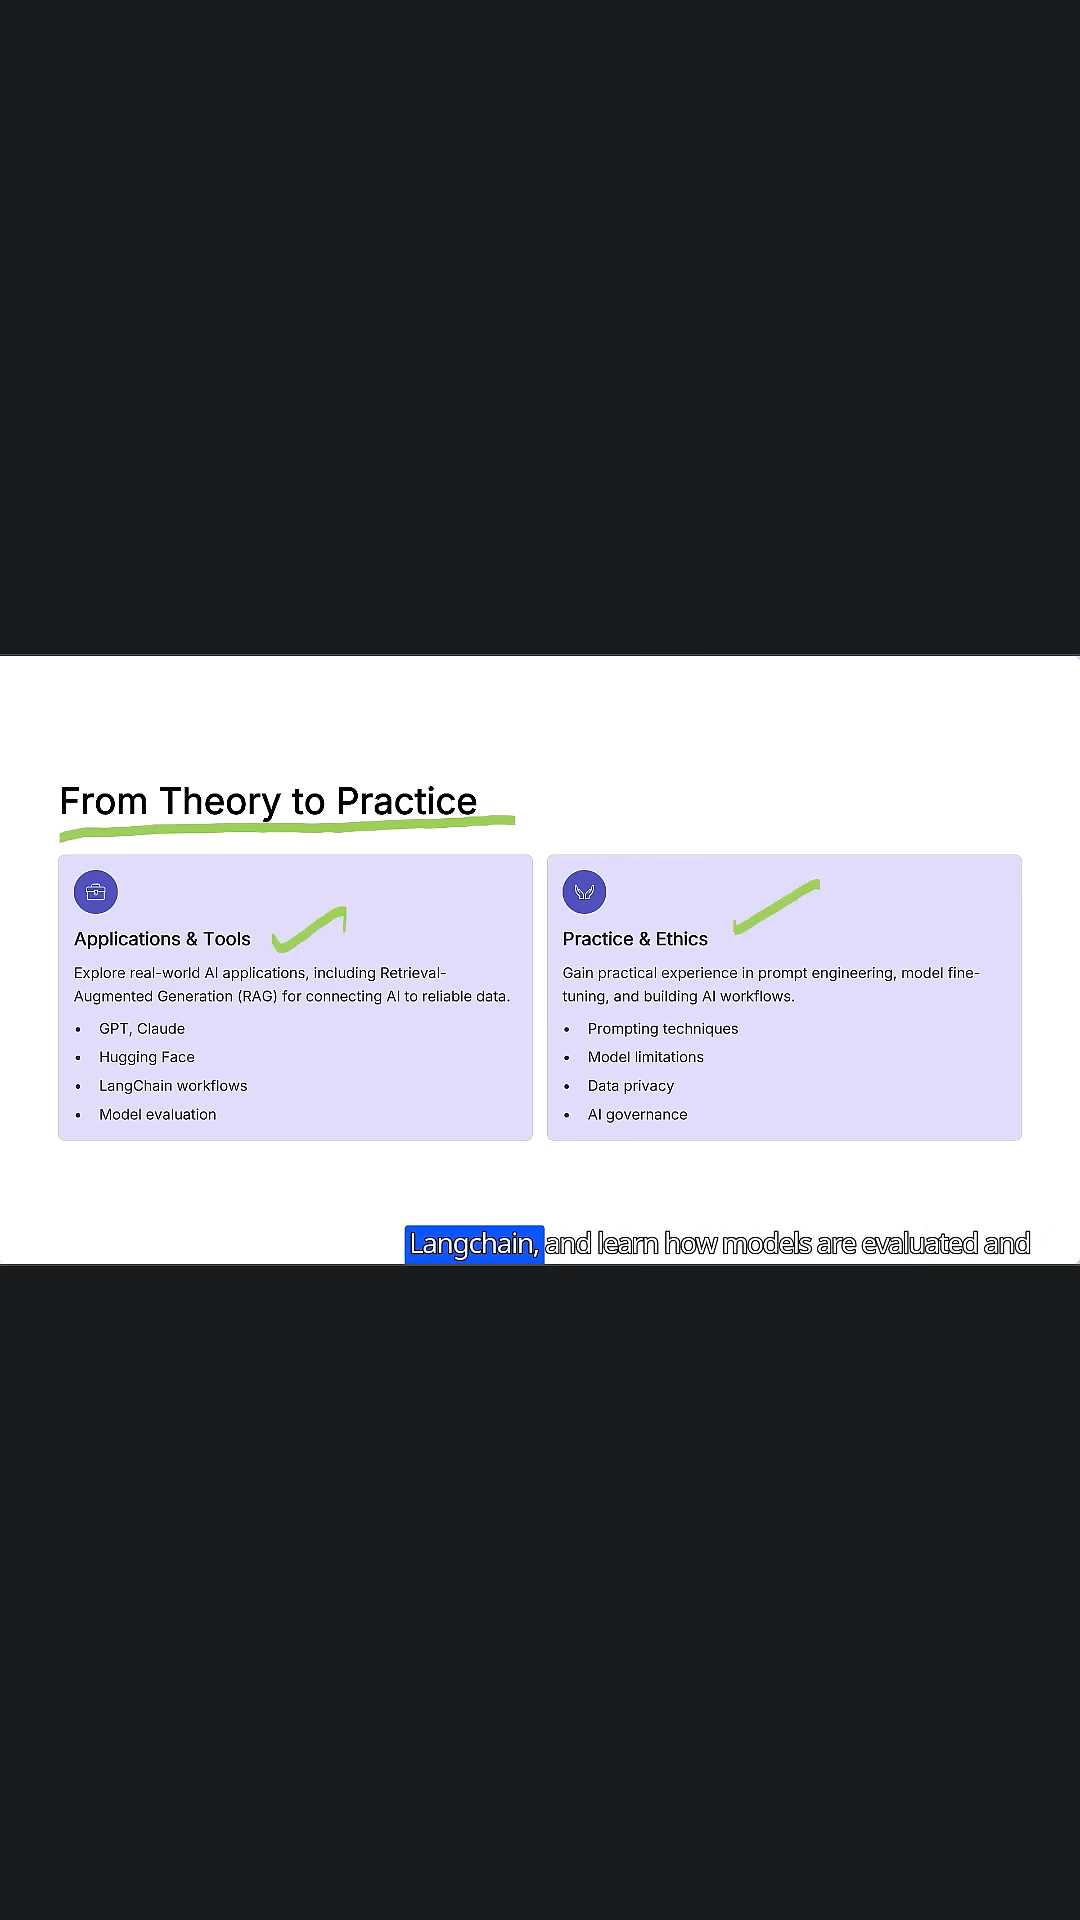 From Theory to Practice
Applications & Tools
Explore real-world AI applications, including Retrieval-
Augmented Generation (RAG) for connecting AI to reliable data.
• GPT, Claude
• Hugging Face
• LangChain workflows
• Model evaluation
Practice & Ethics
Gain practical experience in prompt engineering, model fine-
tuning, and building AI workflows.
• Prompting techniques
• Model limitations
• Data privacy
• AI governance
Langchain, and learn how models are evaluated and